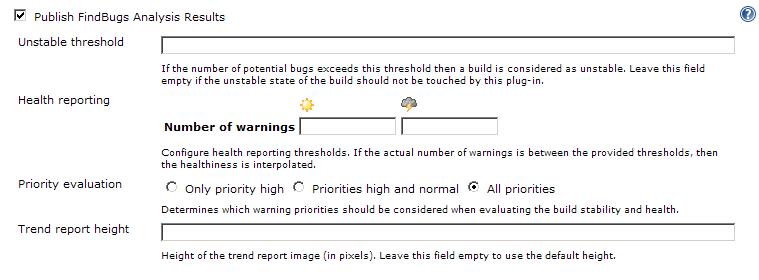 Publish FindBugs Analysis Results
Unstable threshold
If the number of potential bugs exceeds this threshold then a build is considered as unstable. Leave this field
empty if the unstable state of the build should not be touched by this plug-in.
Health reporting
Number of warnings
Configure health reporting thresholds. If the actual number of warnings is between the provided thresholds, then
the healthiness is interpolated.
Priority evaluation
Only priority high Priorities high and normal All priorities
Determines which warning priorities should be considered when evaluating the build stability and health.
Trend report height
Height of the trend report image (in pixels). Leave this field empty to use the default height.